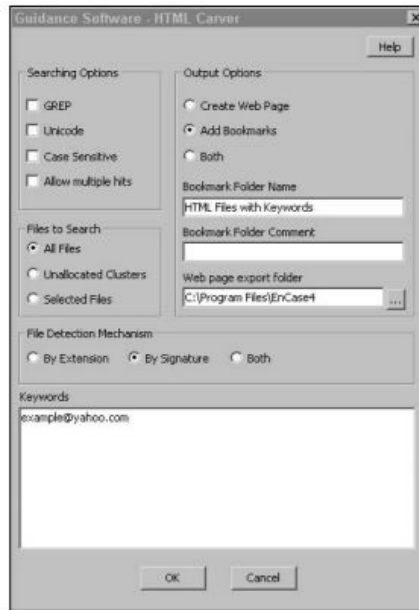 Guidance Software - HTML Carver
Help
Searching Options
GREP
Unicode
Case Sensitive
Allow multiple hits
Files to Search
All Files
Unallocated Clusters
Selected Files
Output Options
Create Web Page
Add Bookmarks
Both
Bookmark Folder Name
HTML Files with Keywords
Bookmark Folder Comment
Web page export folder
C:\Program Files\EnCase4
...
File Detection Mechanism
By Extension By Signature Both
Keywords
example@yahoo.com
OK Cancel